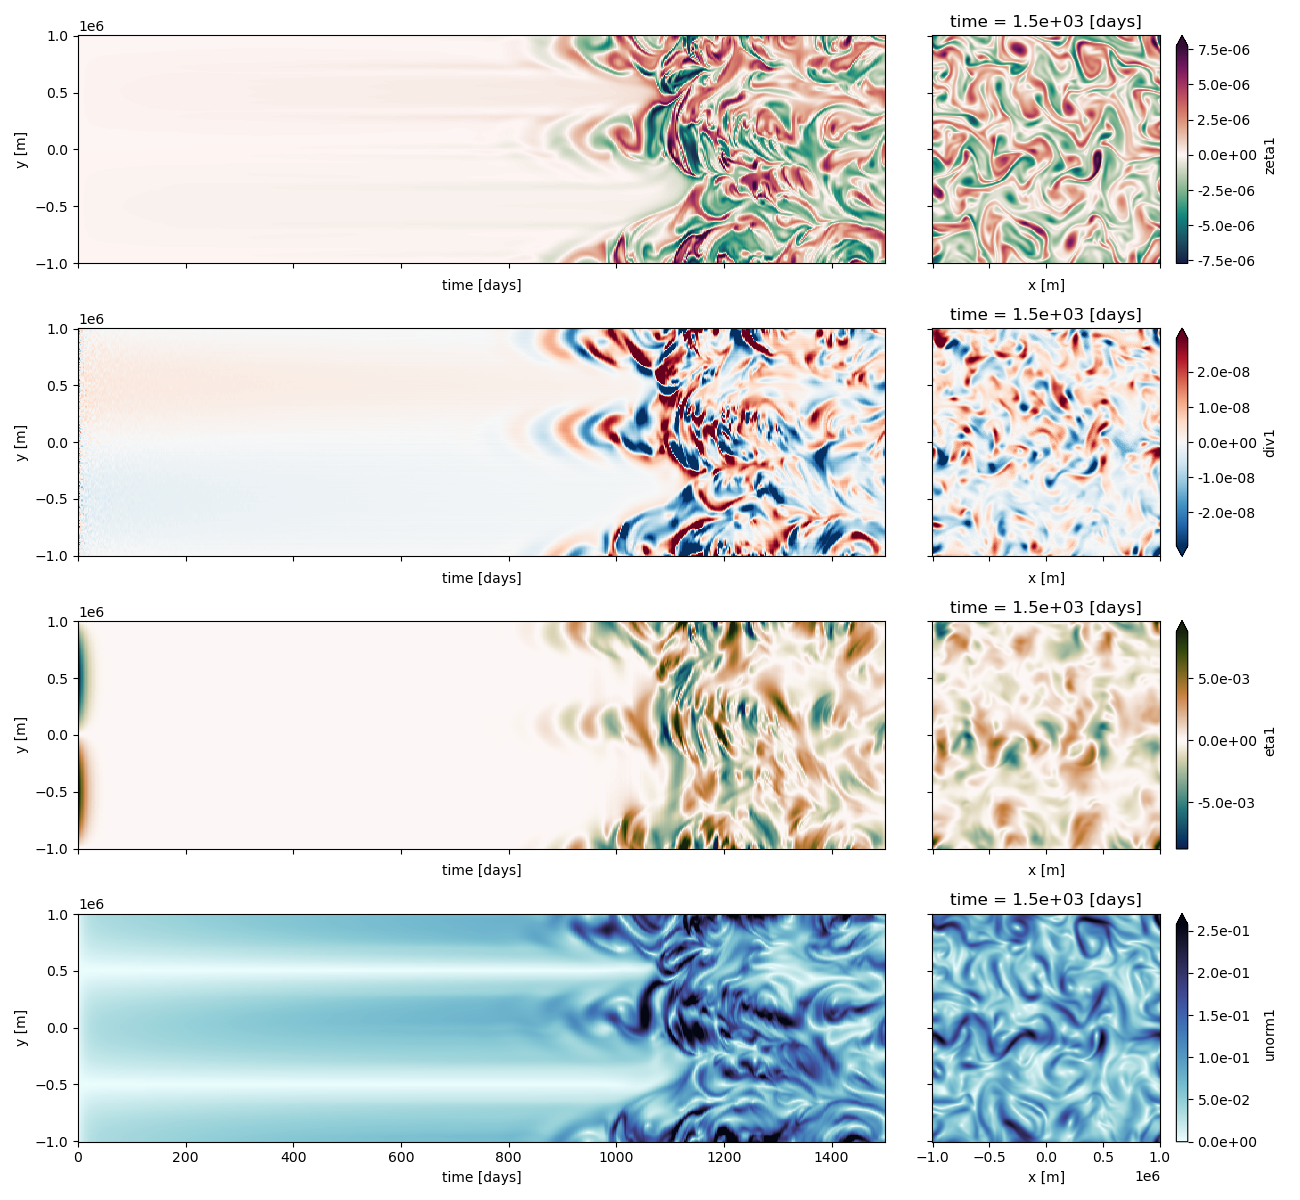 1e6
time = 1.5e+03 [days]
1.0
0.5
0.0
−0.5
−1.0
y [m]
time [days]
x [m]
7.5e-06
5.0e-06
2.5e-06
0.0e+00
-2.5e-06
-5.0e-06
-7.5e-06
zeta1
1e6
time = 1.5e+03 [days]
1.0
0.5
0.0
−0.5
−1.0
y [m]
time [days]
x [m]
2.0e-08
1.0e-08
0.0e+00
-1.0e-08
-2.0e-08
div1
1e6
time = 1.5e+03 [days]
1.0
0.5
0.0
−0.5
−1.0
y [m]
time [days]
x [m]
5.0e-03
0.0e+00
-5.0e-03
eta1
1e6
time = 1.5e+03 [days]
1.0
0.5
0.0
−0.5
−1.0
y [m]
0 200 400 600 800 1000 1200 1400
time [days]
−1.0 −0.5 0.0 0.5 1.0
x [m]
1e6
2.5e-01
2.0e-01
1.5e-01
1.0e-01
5.0e-02
0.0e+00
unorm1